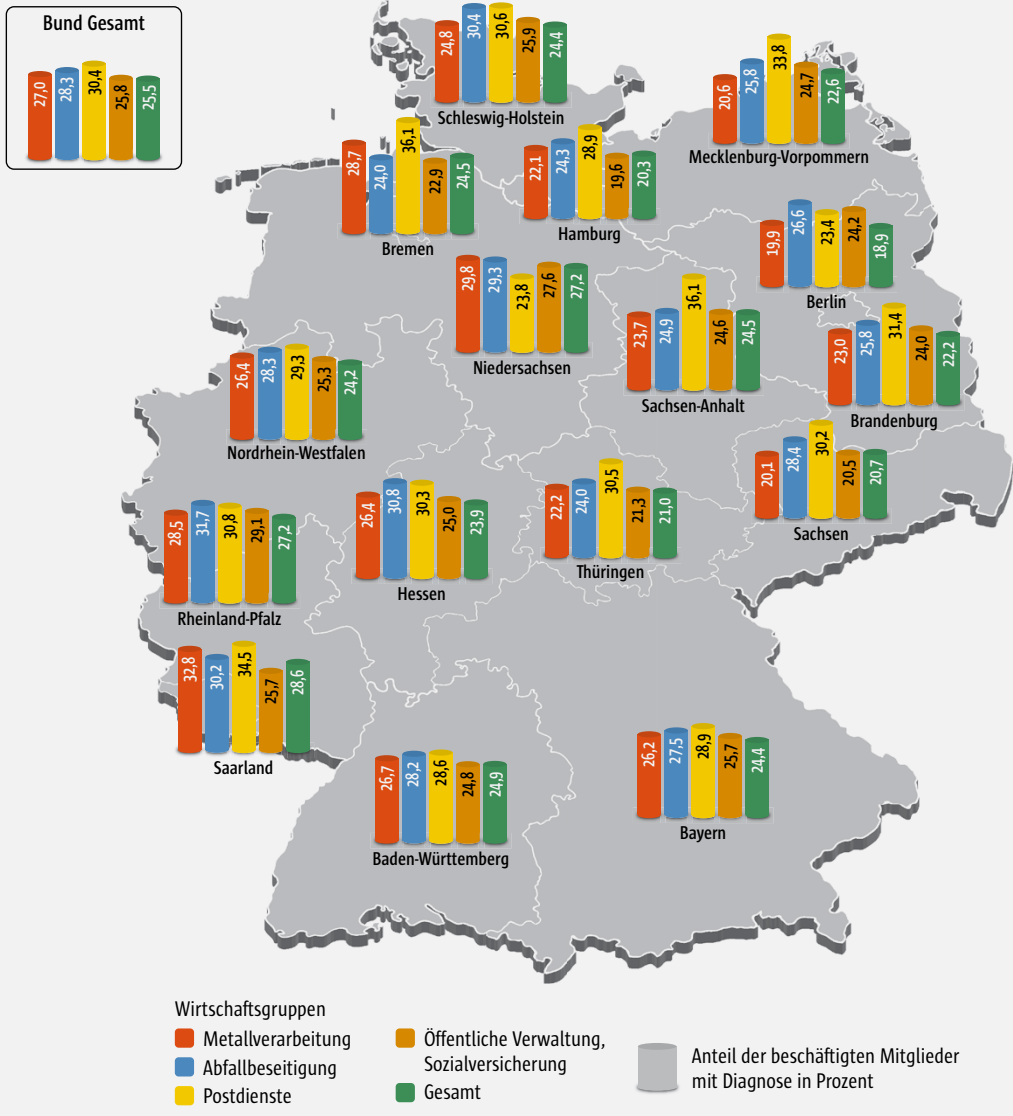 Bund Gesamt
27,0 28,3 30,4 25,8 25,5
24,8 30,4 30,6 25,9 24,4
Schleswig-Holstein
20,6 25,8 33,8 24,7 22,6
Mecklenburg-Vorpommern
28,7 24,0 36,1 22,9 24,5
Bremen
22,1 24,3 28,9 19,6 20,3
Hamburg
19,9 26,6 23,4 24,2 18,9
Berlin
29,8 29,3 23,8 27,6 27,2
Niedersachsen
23,7 24,9 36,1 24,6 24,5
Sachsen-Anhalt
23,0 25,8 31,4 24,0 22,2
Brandenburg
26,4 28,3 29,3 25,3 24,2
Nordrhein-Westfalen
20,1 28,4 30,2 20,5 20,7
Sachsen
28,5 31,7 30,8 29,1 27,2
Rheinland-Pfalz
26,4 30,8 30,3 25,0 23,9
Hessen
22,2 24,0 30,5 21,3 21,0
Thüringen
32,8 30,2 34,5 25,7 28,6
Saarland
26,7 28,2 28,6 24,8 24,9
Baden-Württemberg
26,2 27,5 28,9 25,7 24,4
Bayern
Wirtschaftsgruppen
Metallverarbeitung
Abfallbeseitigung
Postdienste
Öffentliche Verwaltung,
Sozialversicherung
Gesamt
Anteil der beschäftigten Mitglieder
mit Diagnose in Prozent